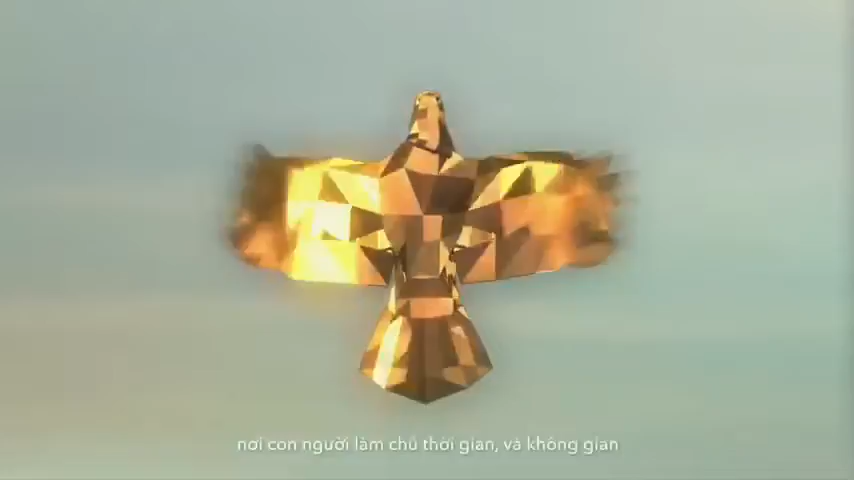 nơi con người làm chủ thời gian, và không gian